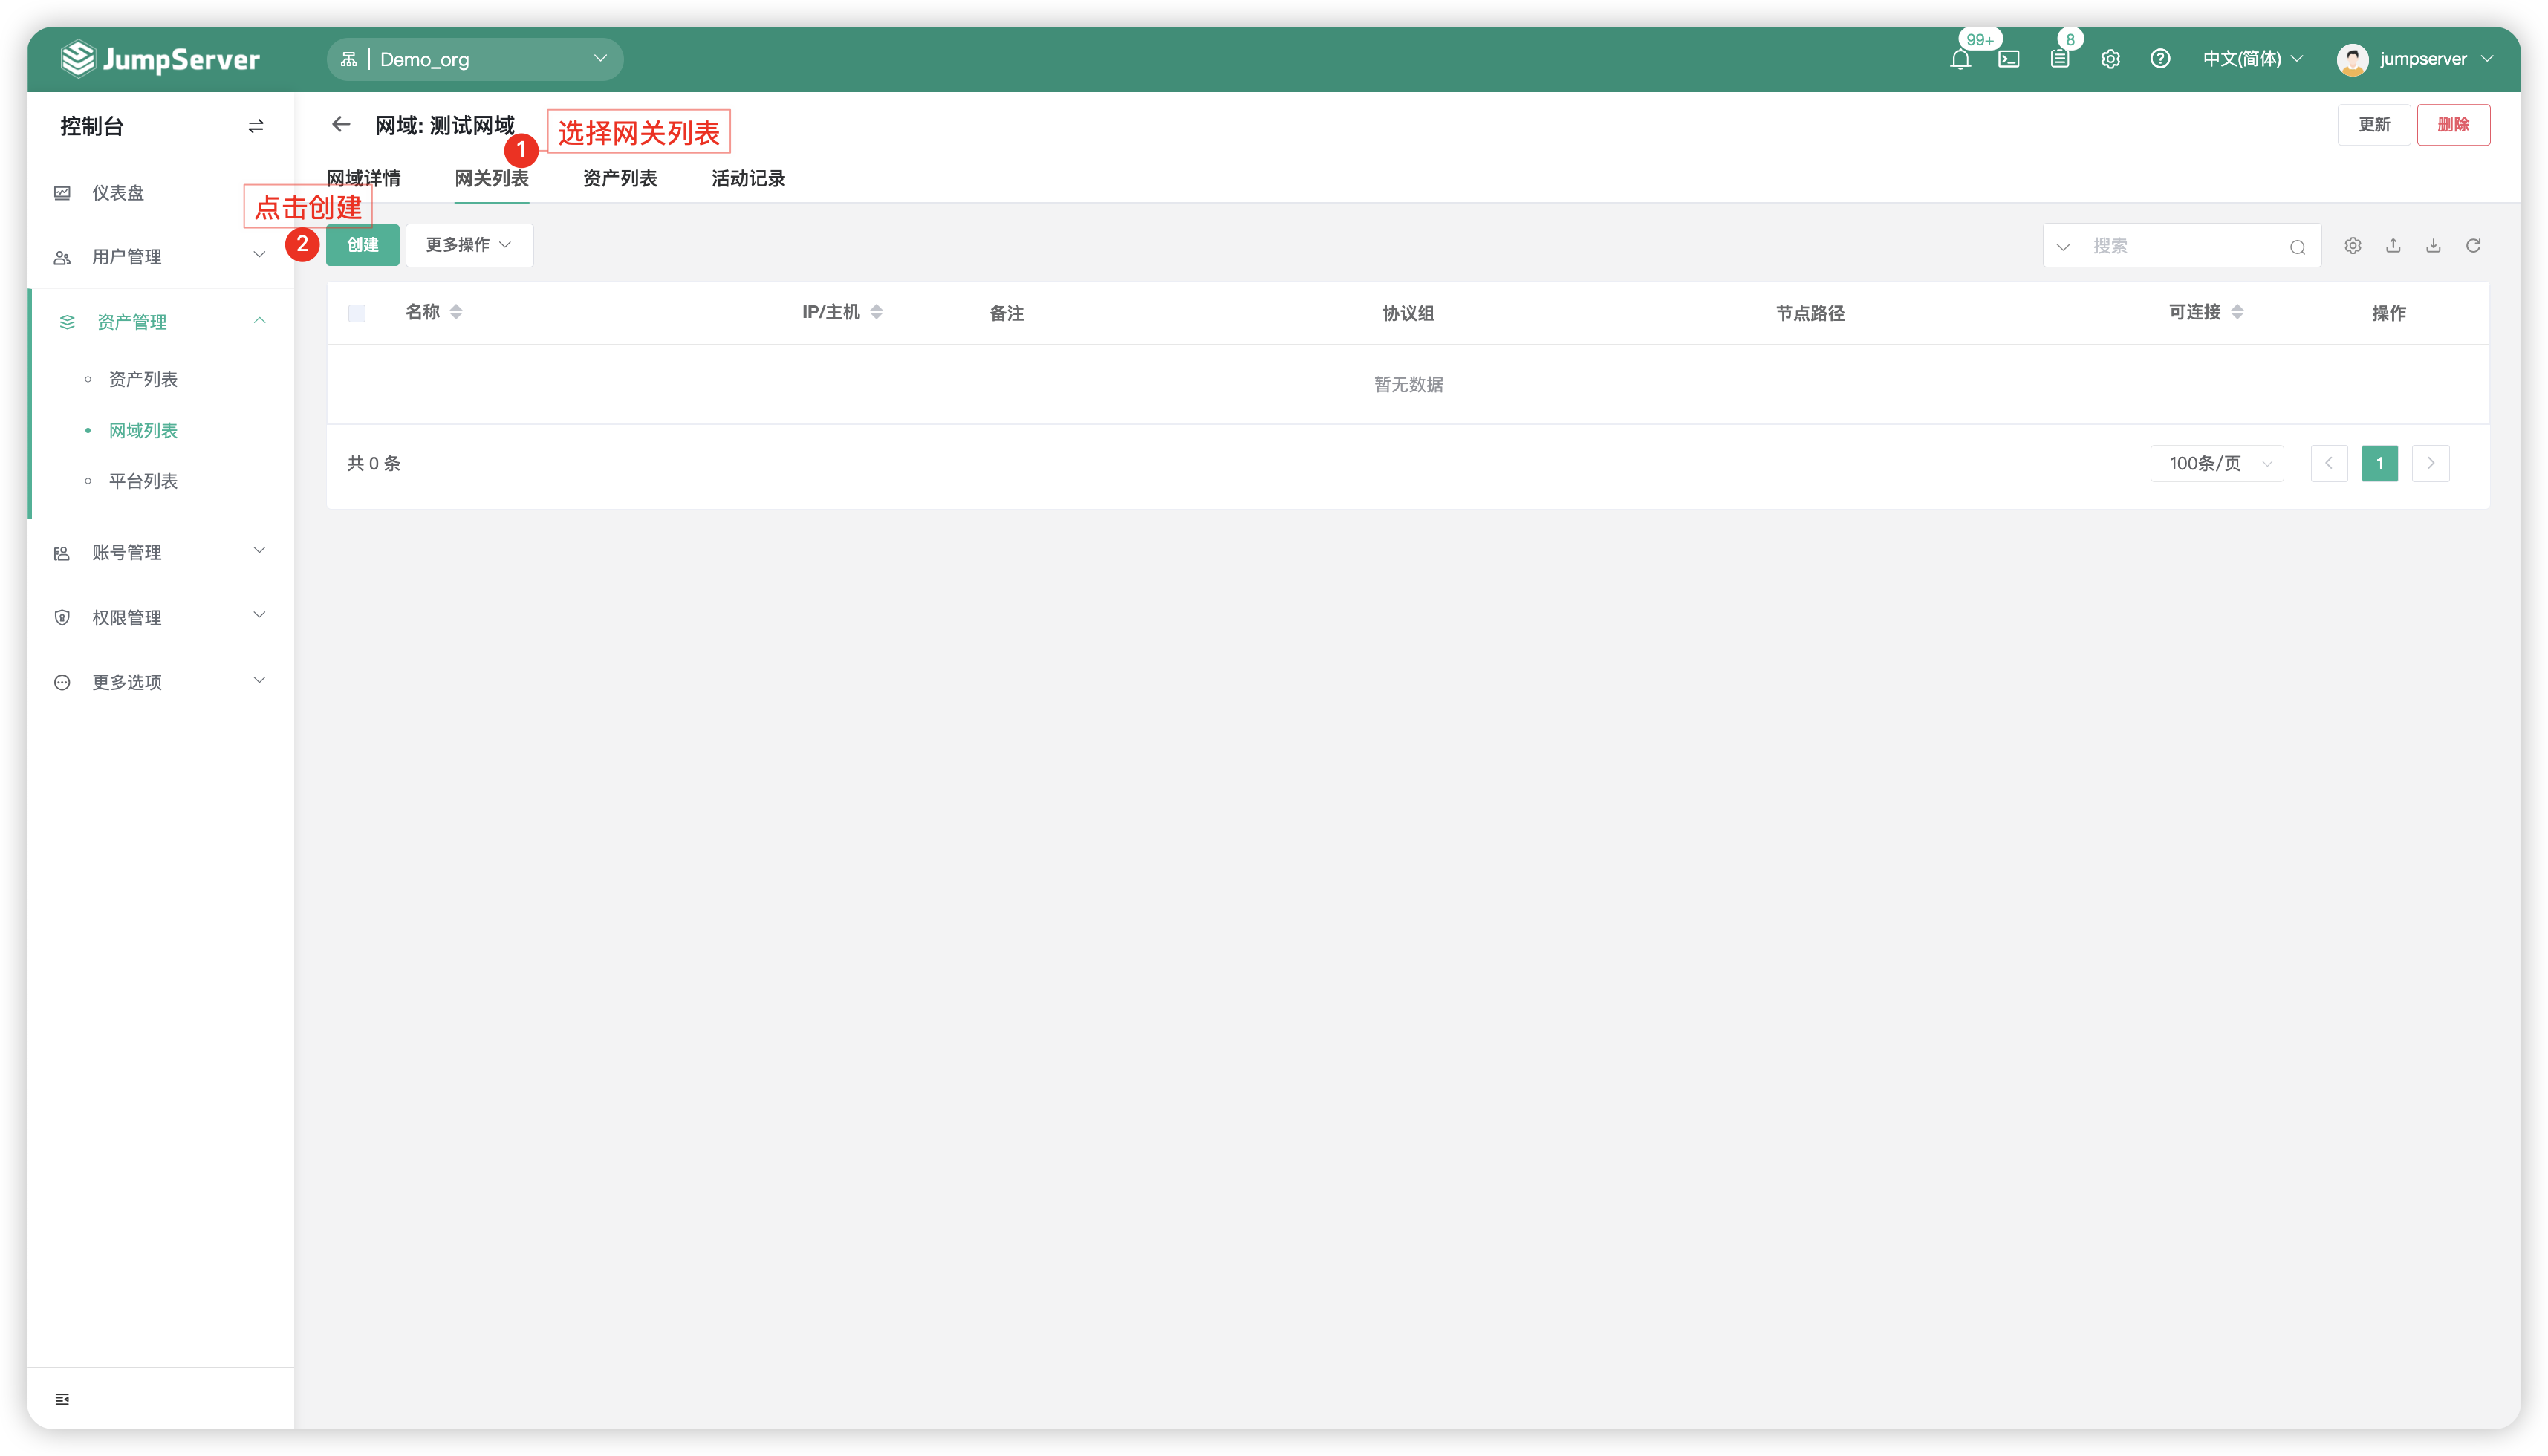 JumpServer
Demo_org
99+
8
中文(简体)
jumpserver
控制台
网域: 测试网域
1
选择网关列表
更新
删除
网域详情
网关列表
资产列表
活动记录
点击创建
2
创建
更多操作
搜索
仪表盘
用户管理
资产管理
资产列表
网域列表
平台列表
账号管理
权限管理
更多选项
名称
IP/主机
备注
协议组
节点路径
可连接
操作
暂无数据
共 0 条
100条/页
1